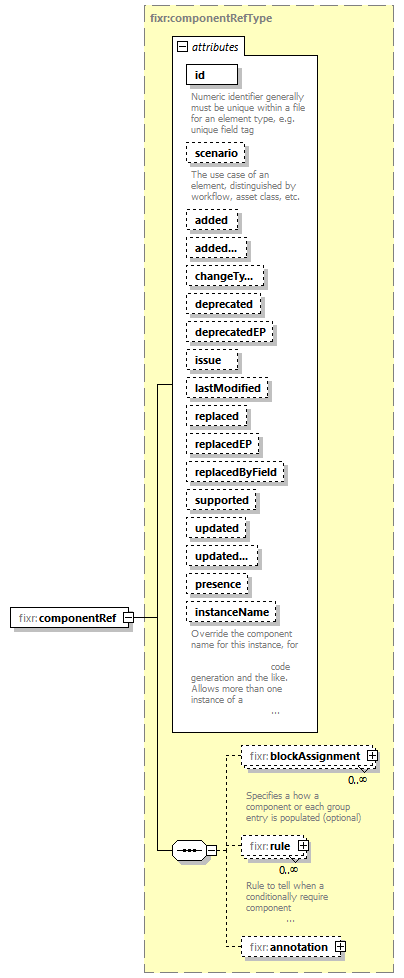 fixr:componentRefType
attributes
id
Numeric identifier generally
must be unique within a file
for an element type, e.g.
unique field tag
scenario
The use case of an
element, distinguished by
workflow, asset class, etc.
added
added...
changeTy...
deprecated
deprecatedEP
issue
lastModified
replaced
replacedEP
replacedByField
supported
updated
updated...
presence
instanceName
Override the component
name for this instance, for
code
generation and the like.
Allows more than one
instance of a
...
fixr:componentRef
fixr:blockAssignment
0..∞
Specifies a how a
component or each group
entry is populated (optional)
fixr:rule
0..∞
Rule to tell when a
conditionally require
component
...
fixr:annotation